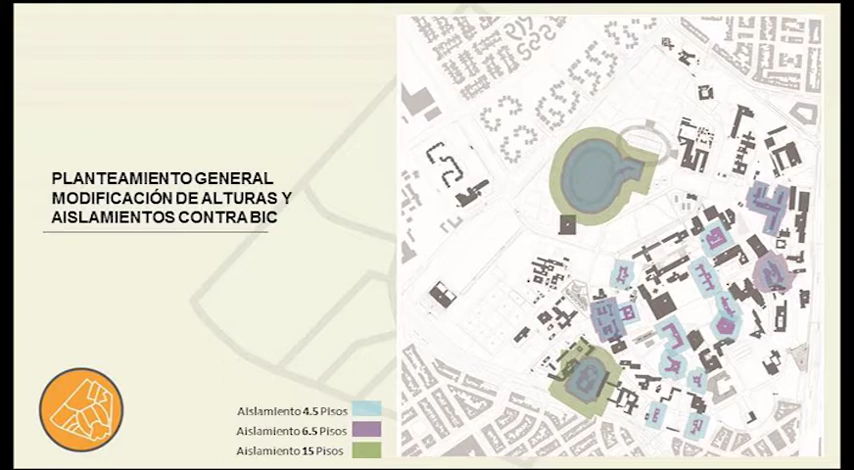 PLANTEAMIENTO GENERAL
MODIFICACIÓN DE ALTURAS Y
AISLAMIENTOS CONTRA BIC
Aislamiento 4.5 Pisos
Aislamiento 6.5 Pisos
Aislamiento 15 Pisos